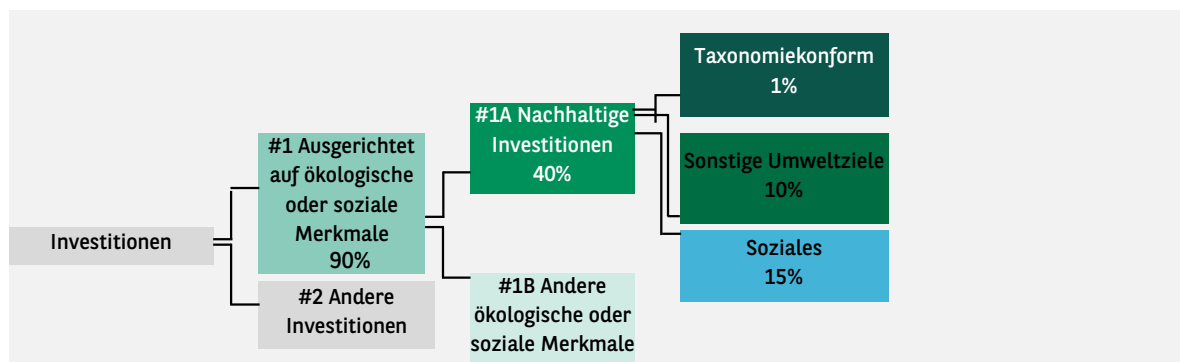 Investitionen
#1 Ausgerichtet
auf ökologische
oder soziale
Merkmale
90%
#2 Andere
Investitionen
#1A Nachhaltige
Investitionen
40%
#1B Andere
ökologische oder
soziale Merkmale
Taxonomiekonform
1%
Sonstige Umweltziele
10%
Soziales
15%